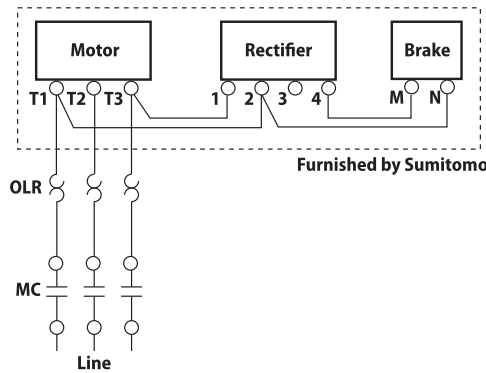 Motor Rectifier Brake
T1 T2 T3 1 2 3 4 M N
Furnished by Sumitomo
OLR
MC
Line